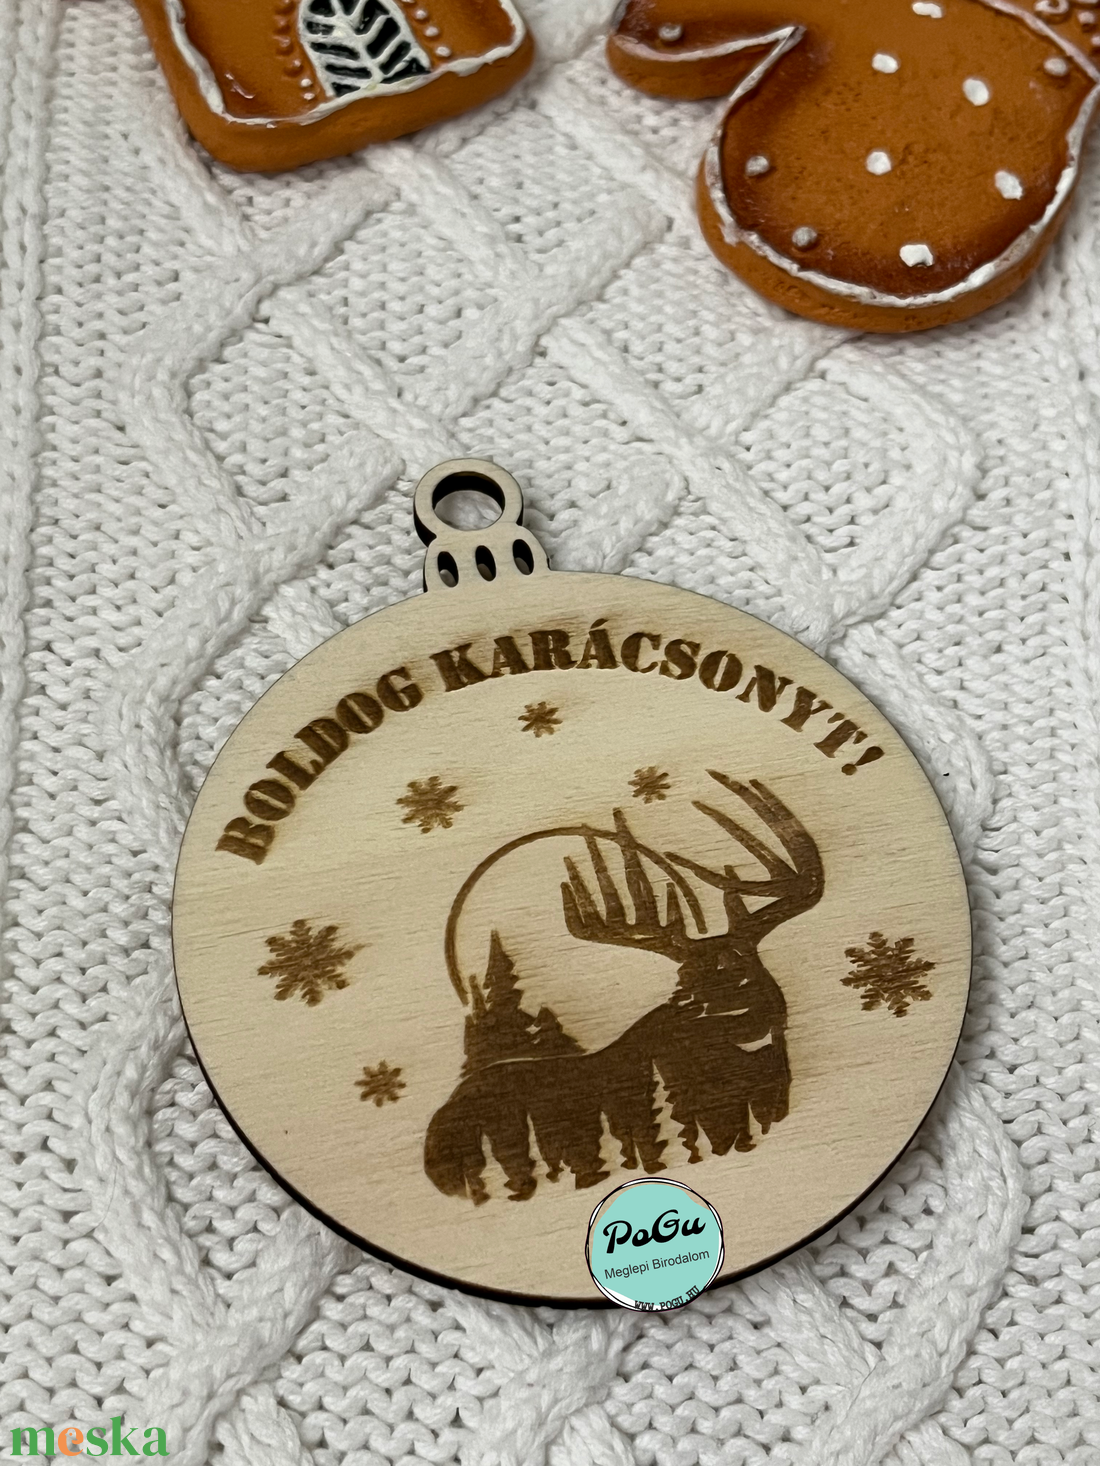 BOLDOG KARÁCSONYT!
PoGu
Meglepi Birodalom
WWW.POGU.HU
meska